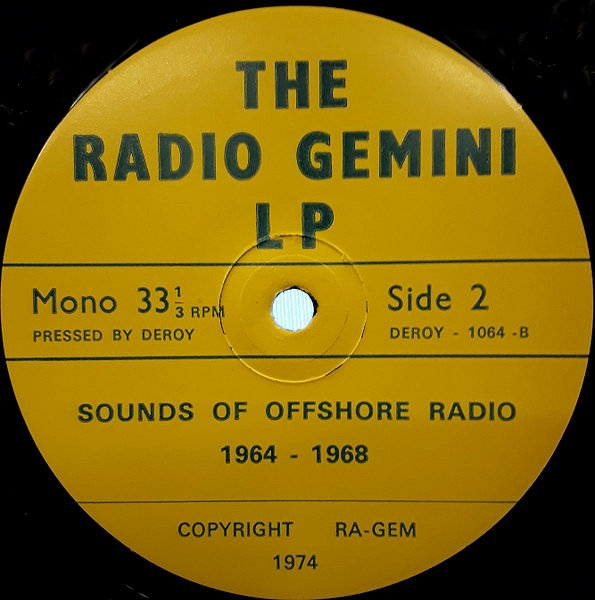 THE
RADIO GEMINI
LP
Mono 33 1/3 RPM
PRESSED BY DEROY
Side 2
DEROY - 1064 -B
SOUNDS OF OFFSHORE RADIO
1964 - 1968
COPYRIGHT RA-GEM
1974